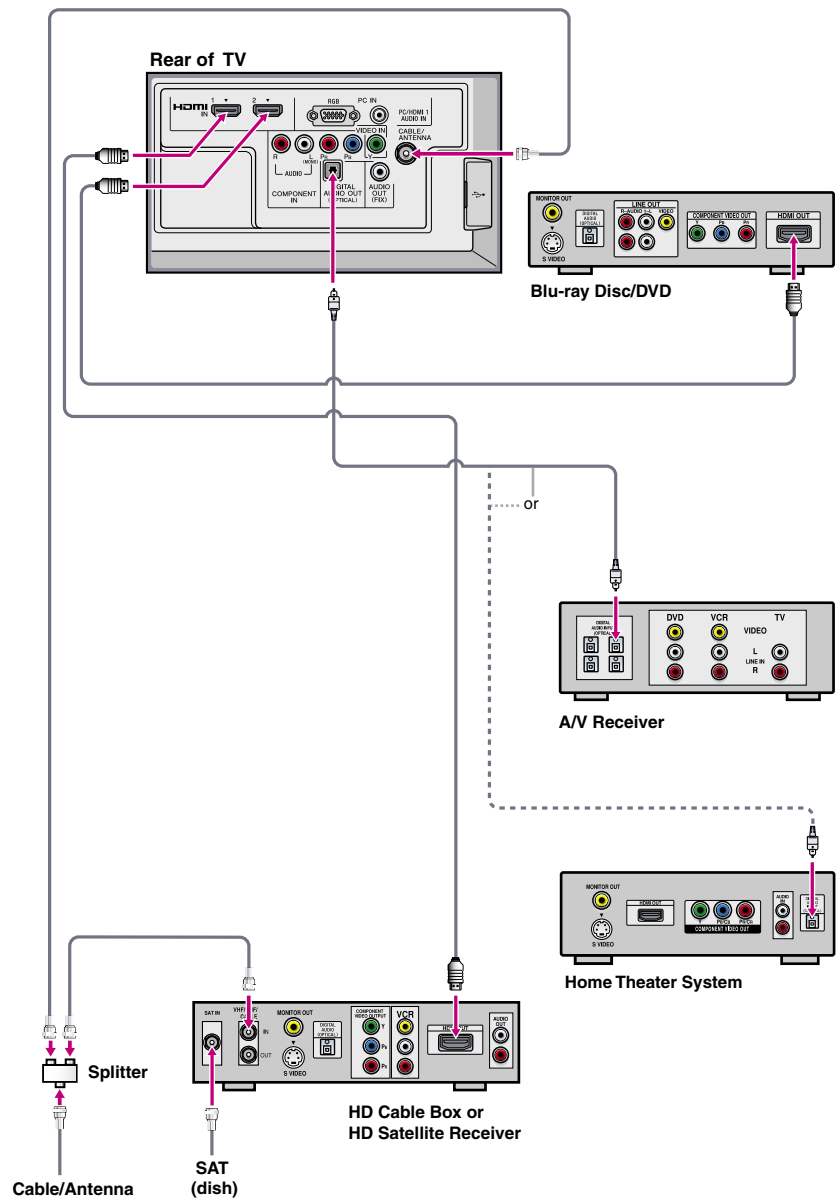 Rear of TV
HDMI
IN
1
2
RGB
PC IN
PC/HDMI 1
AUDIO IN
VIDEO IN
CABLE/
ANTENNA
R
L
(MONO)
PR
PB
Y
AUDIO
COMPONENT
IN
AUDIO OUT
(OPTICAL)
AUDIO
OUT
(FIX)
MONITOR OUT
S VIDEO
DIGITAL
AUDIO
(OPTICAL)
LINE OUT
R-AUDIO-L VIDEO
COMPONENT VIDEO OUT
Y PB PR
HDMI OUT
Blu-ray Disc/DVD
or
DIGITAL
AUDIO INPUT
(OPTICAL)
DVD
VCR
TV
VIDEO
L
LINE IN
R
A/V Receiver
MONITOR OUT
S VIDEO
HDMI OUT
Y PB/CB PR/CR
COMPONENT VIDEO OUT
AUDIO
IN
Home Theater System
SAT IN
IN
OUT
MONITOR OUT
S VIDEO
DIGITAL
AUDIO
(OPTICAL)
COMPONENT
VIDEO OUTPUT
Y
PB
PR
VCR
AUDIO
OUT
Splitter
HD Cable Box or
HD Satellite Receiver
SAT
(dish)
Cable/Antenna